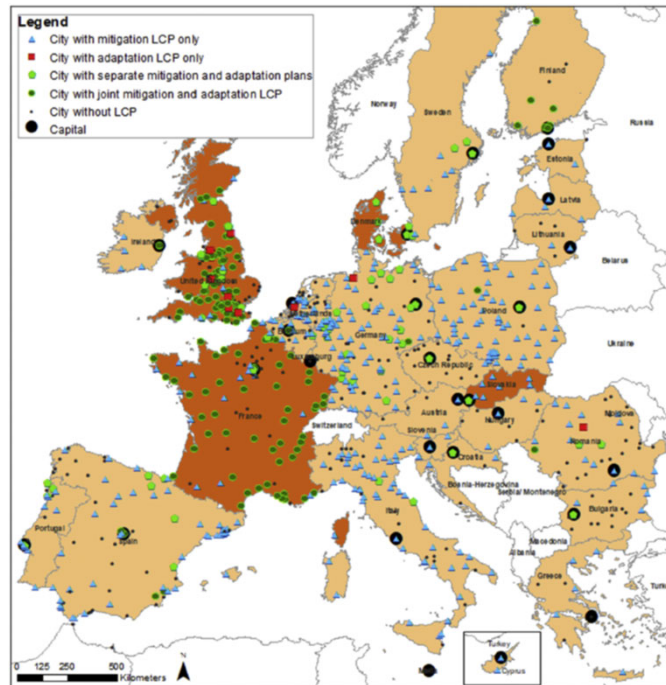 Legend
City with mitigation LCP only
City with adaptation LCP only
City with separate mitigation and adaptation plans
City with joint mitigation and adaptation LCP
City without LCP
Capital
Finland
Norway
Sweden
Russia
Estonia
Latvia
Denmark
Lithuania
Ireland
Belarus
United Kingdom
Poland
Germany
Ukraine
Luxembourg
Czech Republic
Slovakia
France
Austria
Hungary
Moldova
Switzerland
Slovenia
Romania
Croatia
Bosnia-Herzegovina
Serbia/Montenegro
Italy
Bulgaria
Portugal
Spain
Macedonia
Albania
Greece
Turkey
Cyprus
0 125 250 500
Kilometers